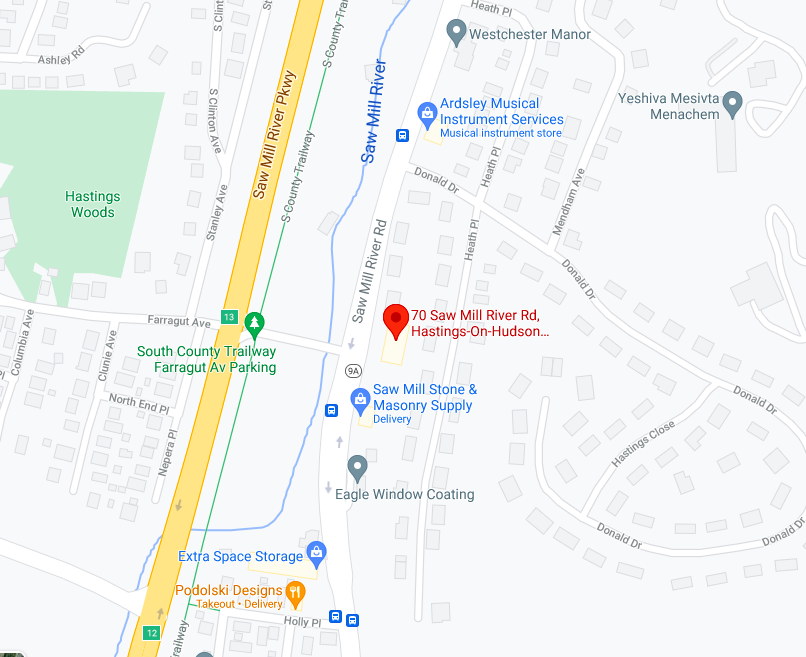 Heath Pl
Westchester Manor
S Clinton
Ashley Rd
S County-Trailway
Saw Mill River
Yeshiva Mesivta
Menachem
Ardsley Musical
Instrument Services
Musical instrument store
S Clinton Ave
Saw Mill River Pkwy
S County-Trailway
Heath Pl
Donald Dr
Mendham Ave
Hastings
Woods
Stanley Ave
Heath Pl
Saw Mill River Rd
Donald Dr
13
Farragut Ave
70 Saw Mill River Rd,
Hastings-On-Hudson...
Columbia Ave
Clunie Ave
South County Trailway
Farragut Av Parking
9A
Saw Mill Stone &
Masonry Supply
Delivery
Donald Dr
North End Pl
Hastings Close
Nepera Pl
Eagle Window Coating
Donald Dr
Donald Dr
Extra Space Storage
Podolski Designs
Takeout • Delivery
Holly Pl
12
Trailway